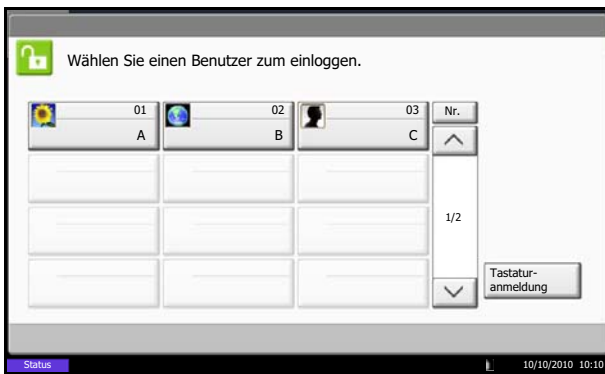 Wählen Sie einen Benutzer zum einloggen.
01
A
02
B
03
C
Nr.
1/2
Tastatur-
anmeldung
Status
10/10/2010 10:10